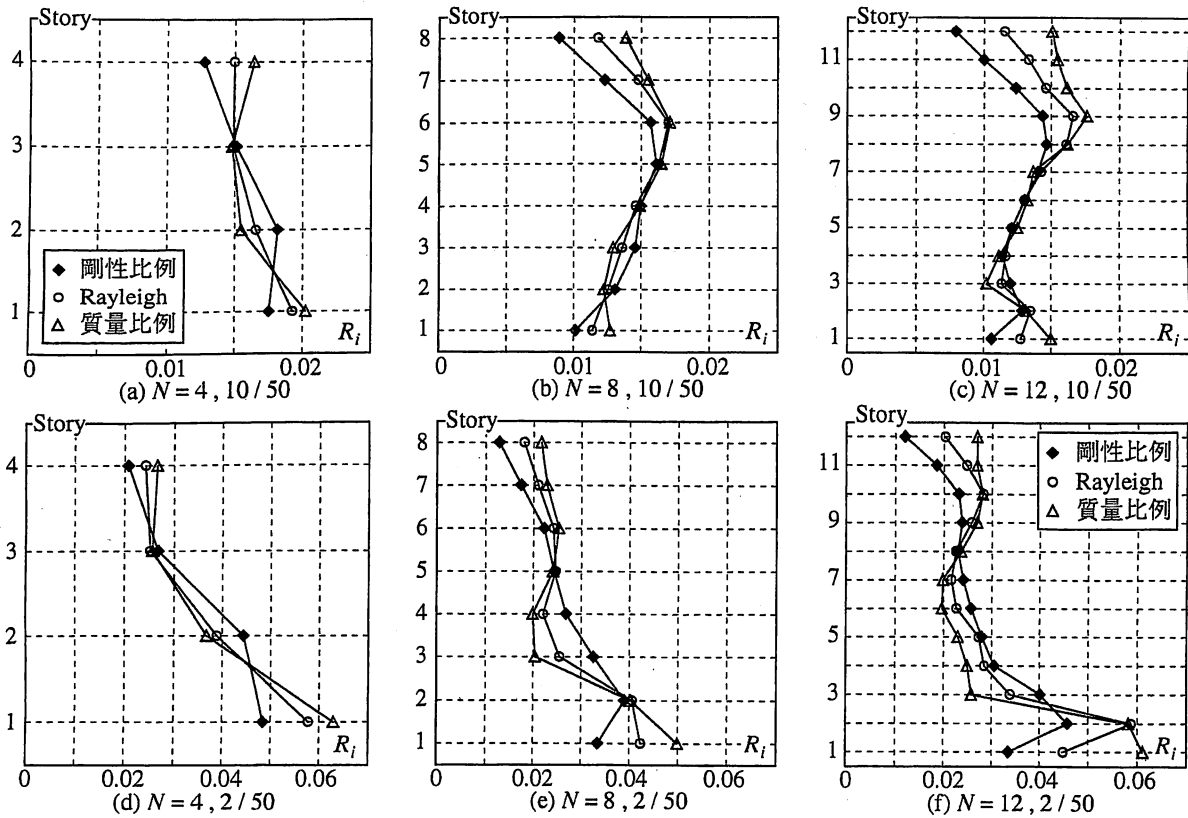 Story
4
3
2
1
剛性比例
Rayleigh
質量比例
R_i
0
0.01
0.02
(a) N = 4 , 10 / 50
Story
8
7
6
5
4
3
2
1
R_i
0
0.01
0.02
(b) N = 8, 10 / 50
Story
11
9
7
5
3
1
R_i
0
0.01
0.02
(c) N = 12, 10 / 50
Story
4
3
2
1
R_i
0
0.02
0.04
0.06
(d) N = 4 , 2 / 50
Story
8
7
6
5
4
3
2
1
R_i
0
0.02
0.04
0.06
(e) N = 8 , 2 / 50
Story
11
9
7
5
3
1
剛性比例
Rayleigh
質量比例
R_i
0
0.02
0.04
0.06
(f) N = 12, 2 / 50